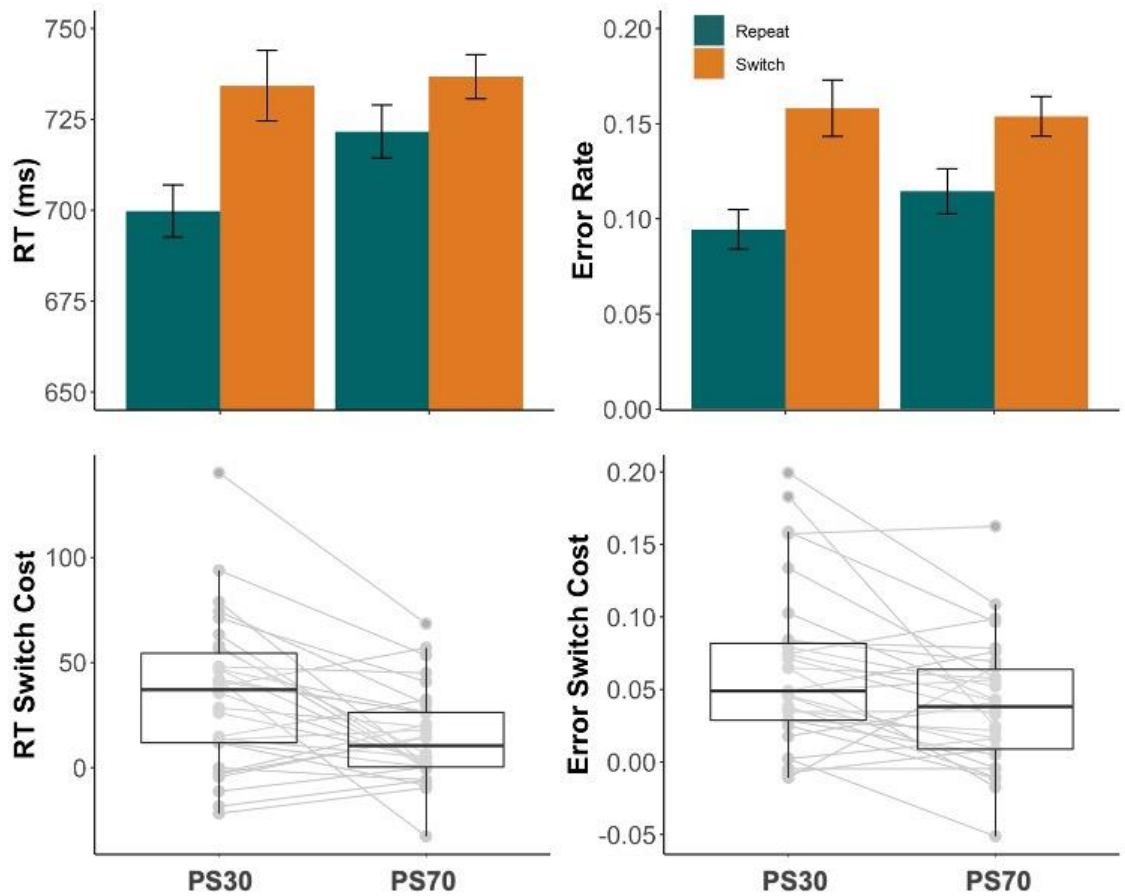 RT (ms)
750
725
700
675
650
Error Rate
0.20
0.15
0.10
0.05
0.00
Repeat
Switch
RT Switch Cost
100
50
0
PS30
PS70
Error Switch Cost
0.20
0.15
0.10
0.05
0.00
-0.05
PS30
PS70